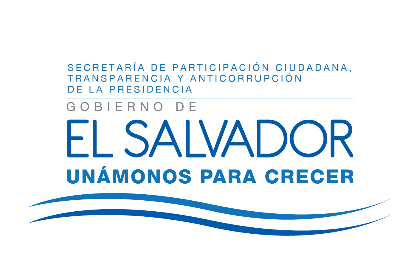 SECRETARÍA DE PARTICIPACIÓN CIUDADANA,
TRANSPARENCIA Y ANTICORRUPCIÓN
DE LA PRESIDENCIA
GOBIERNO DE
EL SALVADOR
UNÁMONOS PARA CRECER